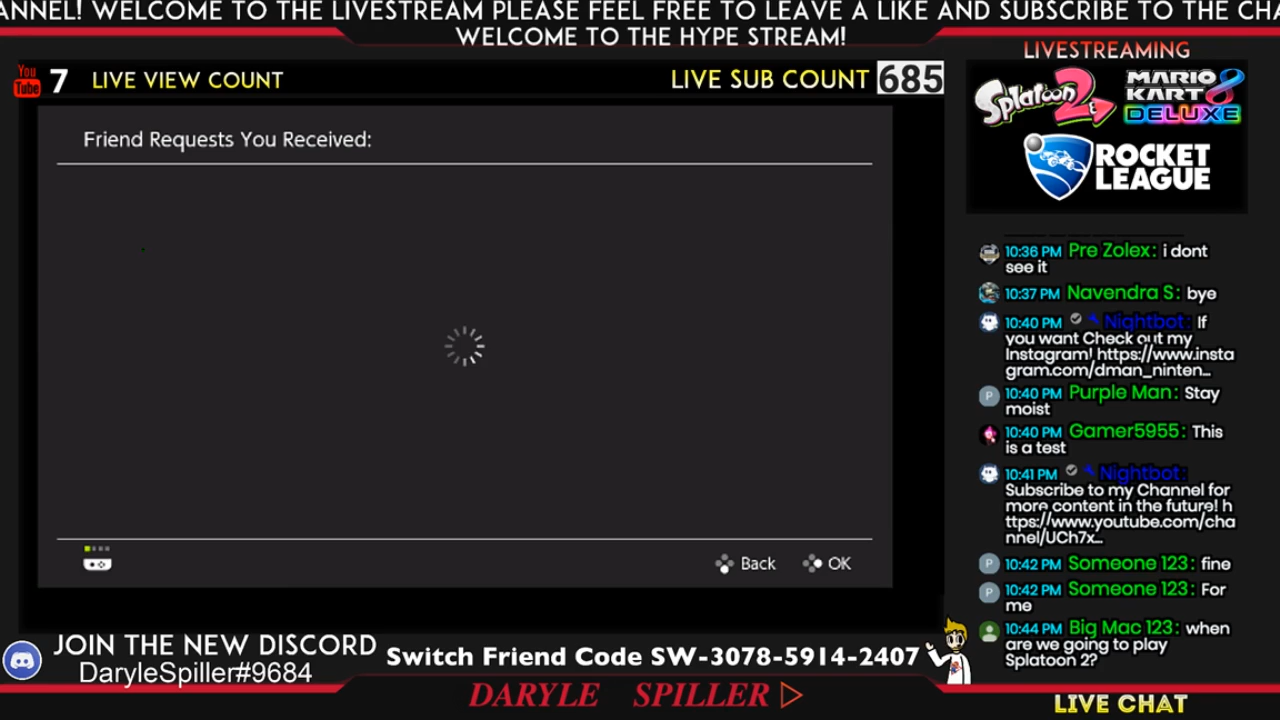 ANNEL! WELCOME TO THE LIVESTREAM PLEASE FEEL FREE TO LEAVE A LIKE AND SUBSCRIBE TO THE CHA
WELCOME TO THE HYPE STREAM!
You Tube
7 LIVE VIEW COUNT
LIVE SUB COUNT 685
Friend Requests You Received:
Back OK
LIVESTREAMING
Splatoon 2
MARIO
KART 8
DELUXE
ROCKET
LEAGUE
10:36 PM Pre Zolex: i dont
see it
10:37 PM Navendra S: bye
10:40 PM Nightbot: If
you want Check out my
Instagram! https://www.insta
gram.com/dman_ninten...
P 10:40 PM Purple Man: Stay
moist
10:40 PM Gamer5955: This
is a test
10:41 PM Nightbot:
Subscribe to my Channel for
more content in the future! h
ttps://www.youtube.com/cha
nnel/UCh7x...
P 10:42 PM Someone 123: fine
P 10:42 PM Someone 123: For
me
10:44 PM Big Mac 123: when
are we going to play
Splatoon 2?
LIVE CHAT
JOIN THE NEW DISCORD
DaryleSpiller#9684
Switch Friend Code SW-3078-5914-2407
DARYLE SPILLER